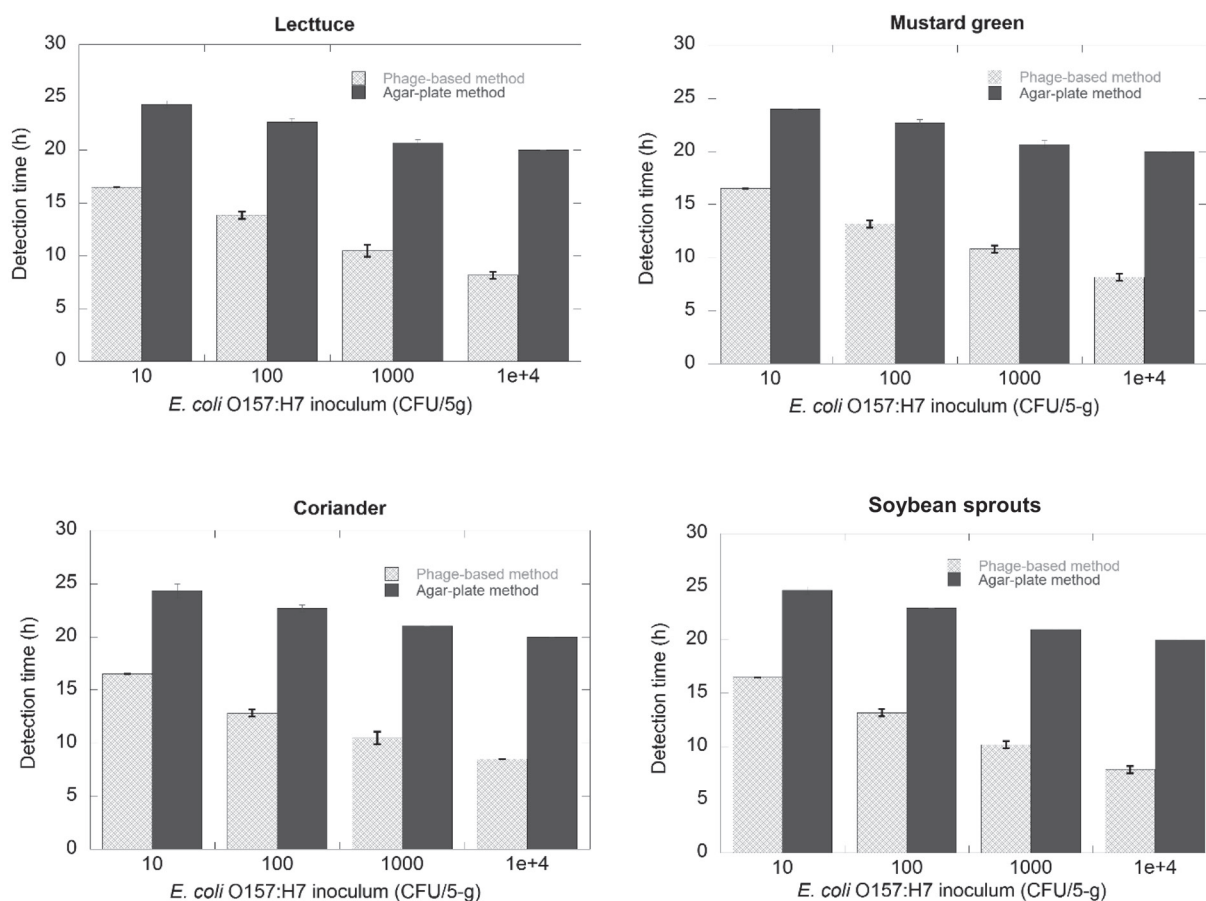 Lecttuce
30
25
20
15
10
5
0
Detection time (h)
Phage-based method
Agar-plate method
10 100 1000 1e+4
E. coli O157:H7 inoculum (CFU/5g)
Mustard green
30
25
20
15
10
5
0
Detection time (h)
Phage-based method
Agar-plate method
10 100 1000 1e+4
E. coli O157:H7 inoculum (CFU/5-g)
Coriander
30
25
20
15
10
5
0
Detection time (h)
Phage-based method
Agar-plate method
10 100 1000 1e+4
E. coli O157:H7 inoculum (CFU/5-g)
Soybean sprouts
30
25
20
15
10
5
0
Detection time (h)
Phage-based method
Agar-plate method
10 100 1000 1e+4
E. coli O157:H7 inoculum (CFU/5-g)